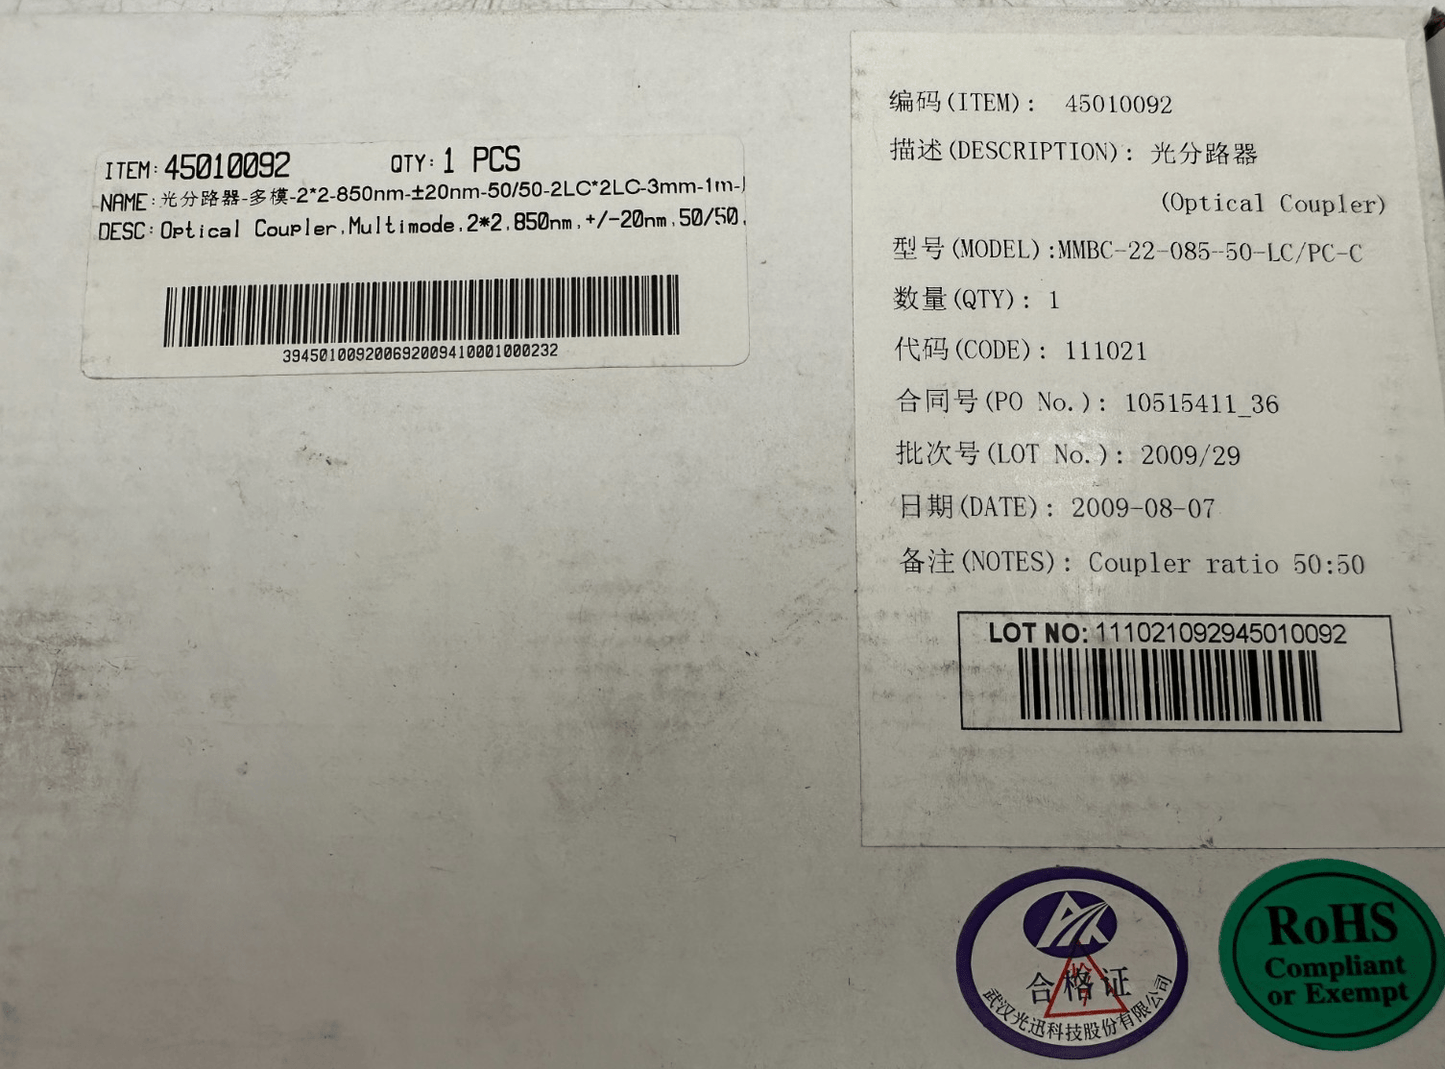 ITEM: 45010092 QTY: 1 PCS
NAME: 光分路器-多模-2*2-850nm-±20nm-50/50-2LC*2LC-3mm-1m-
DESC: Optical Coupler,Multimode,2*2,850nm,+/-20nm,50/50,
39450100920069200941000100​0232
编码(ITEM): 45010092
描述(DESCRIPTION): 光分路器
(Optical Coupler)
型号(MODEL):MMBC-22-085-50-LC/PC-C
数量(QTY): 1
代码(CODE): 111021
合同号(PO No.): 10515411_36
批次号(LOT No.): 2009/29
日期(DATE): 2009-08-07
备注(NOTES): Coupler ratio 50:50
LOT NO: 111021092945010092
合格证
武汉光迅科技股份有限公司
RoHS
Compliant
or Exempt